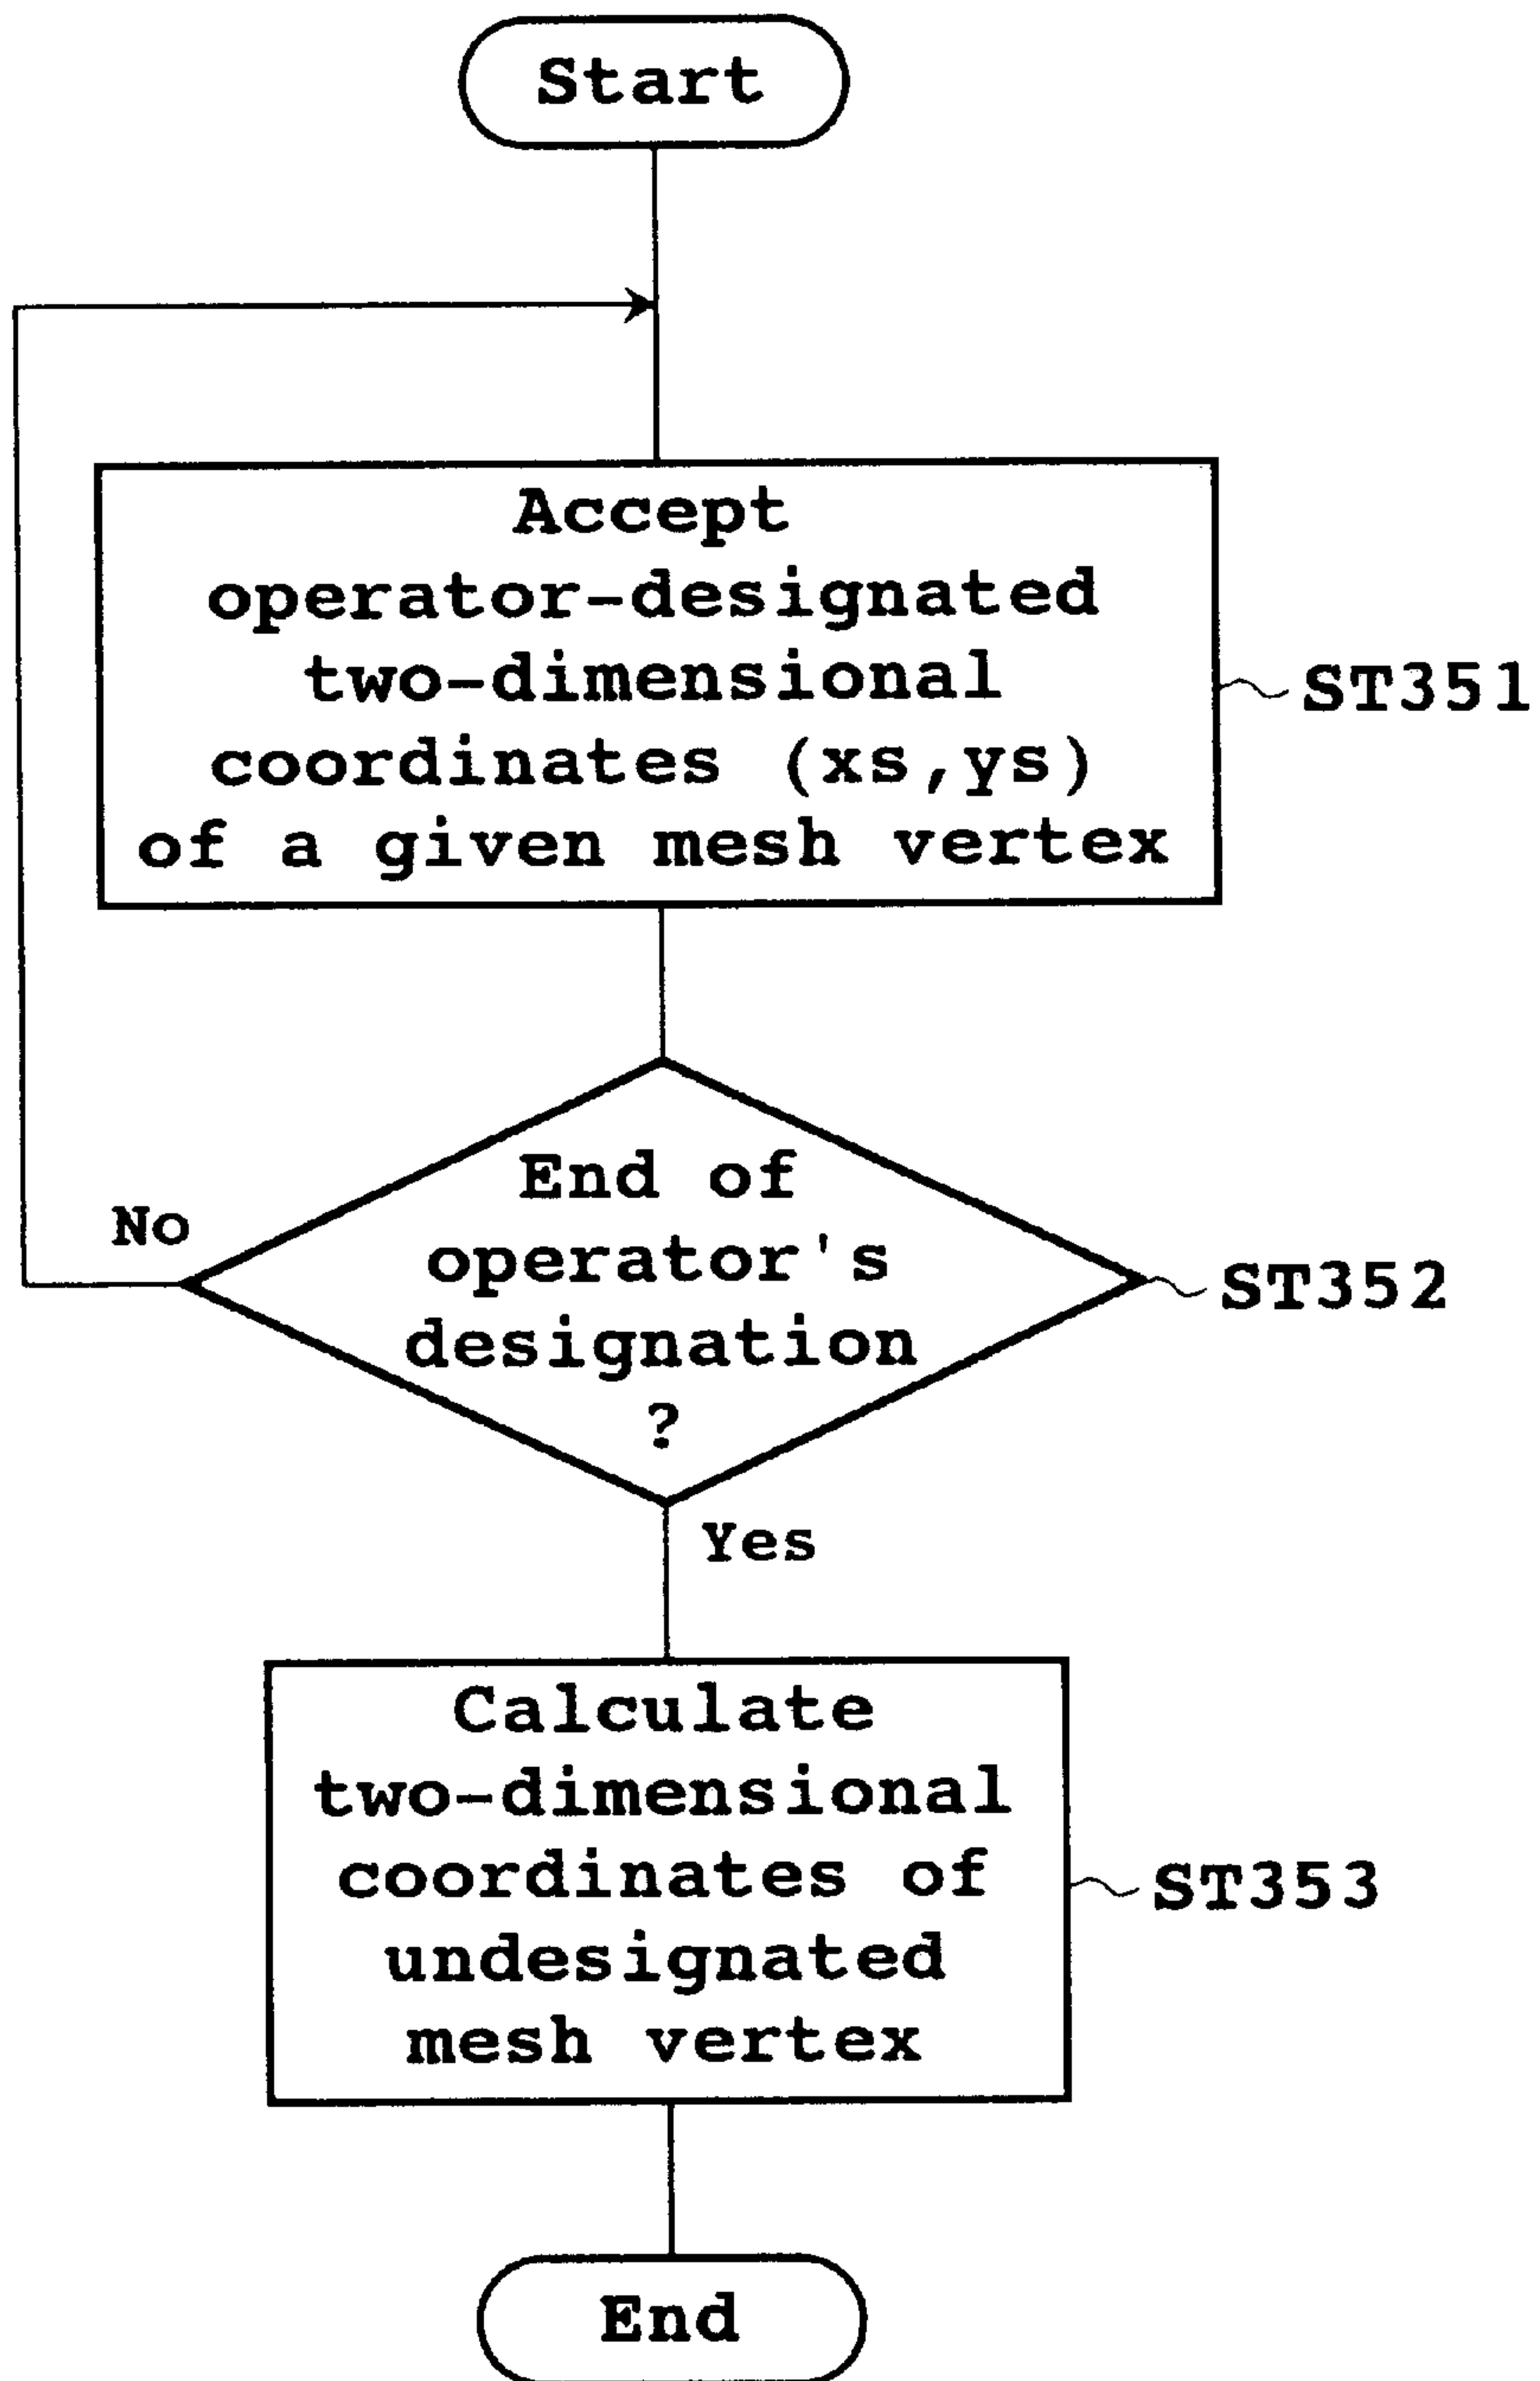 Start
Accept
operator-designated
two-dimensional
coordinates (xs,ys)
of a given mesh vertex
ST351
End of
operator's
designation
?
No
ST352
Yes
Calculate
two-dimensional
coordinates of
undesignated
mesh vertex
ST353
End